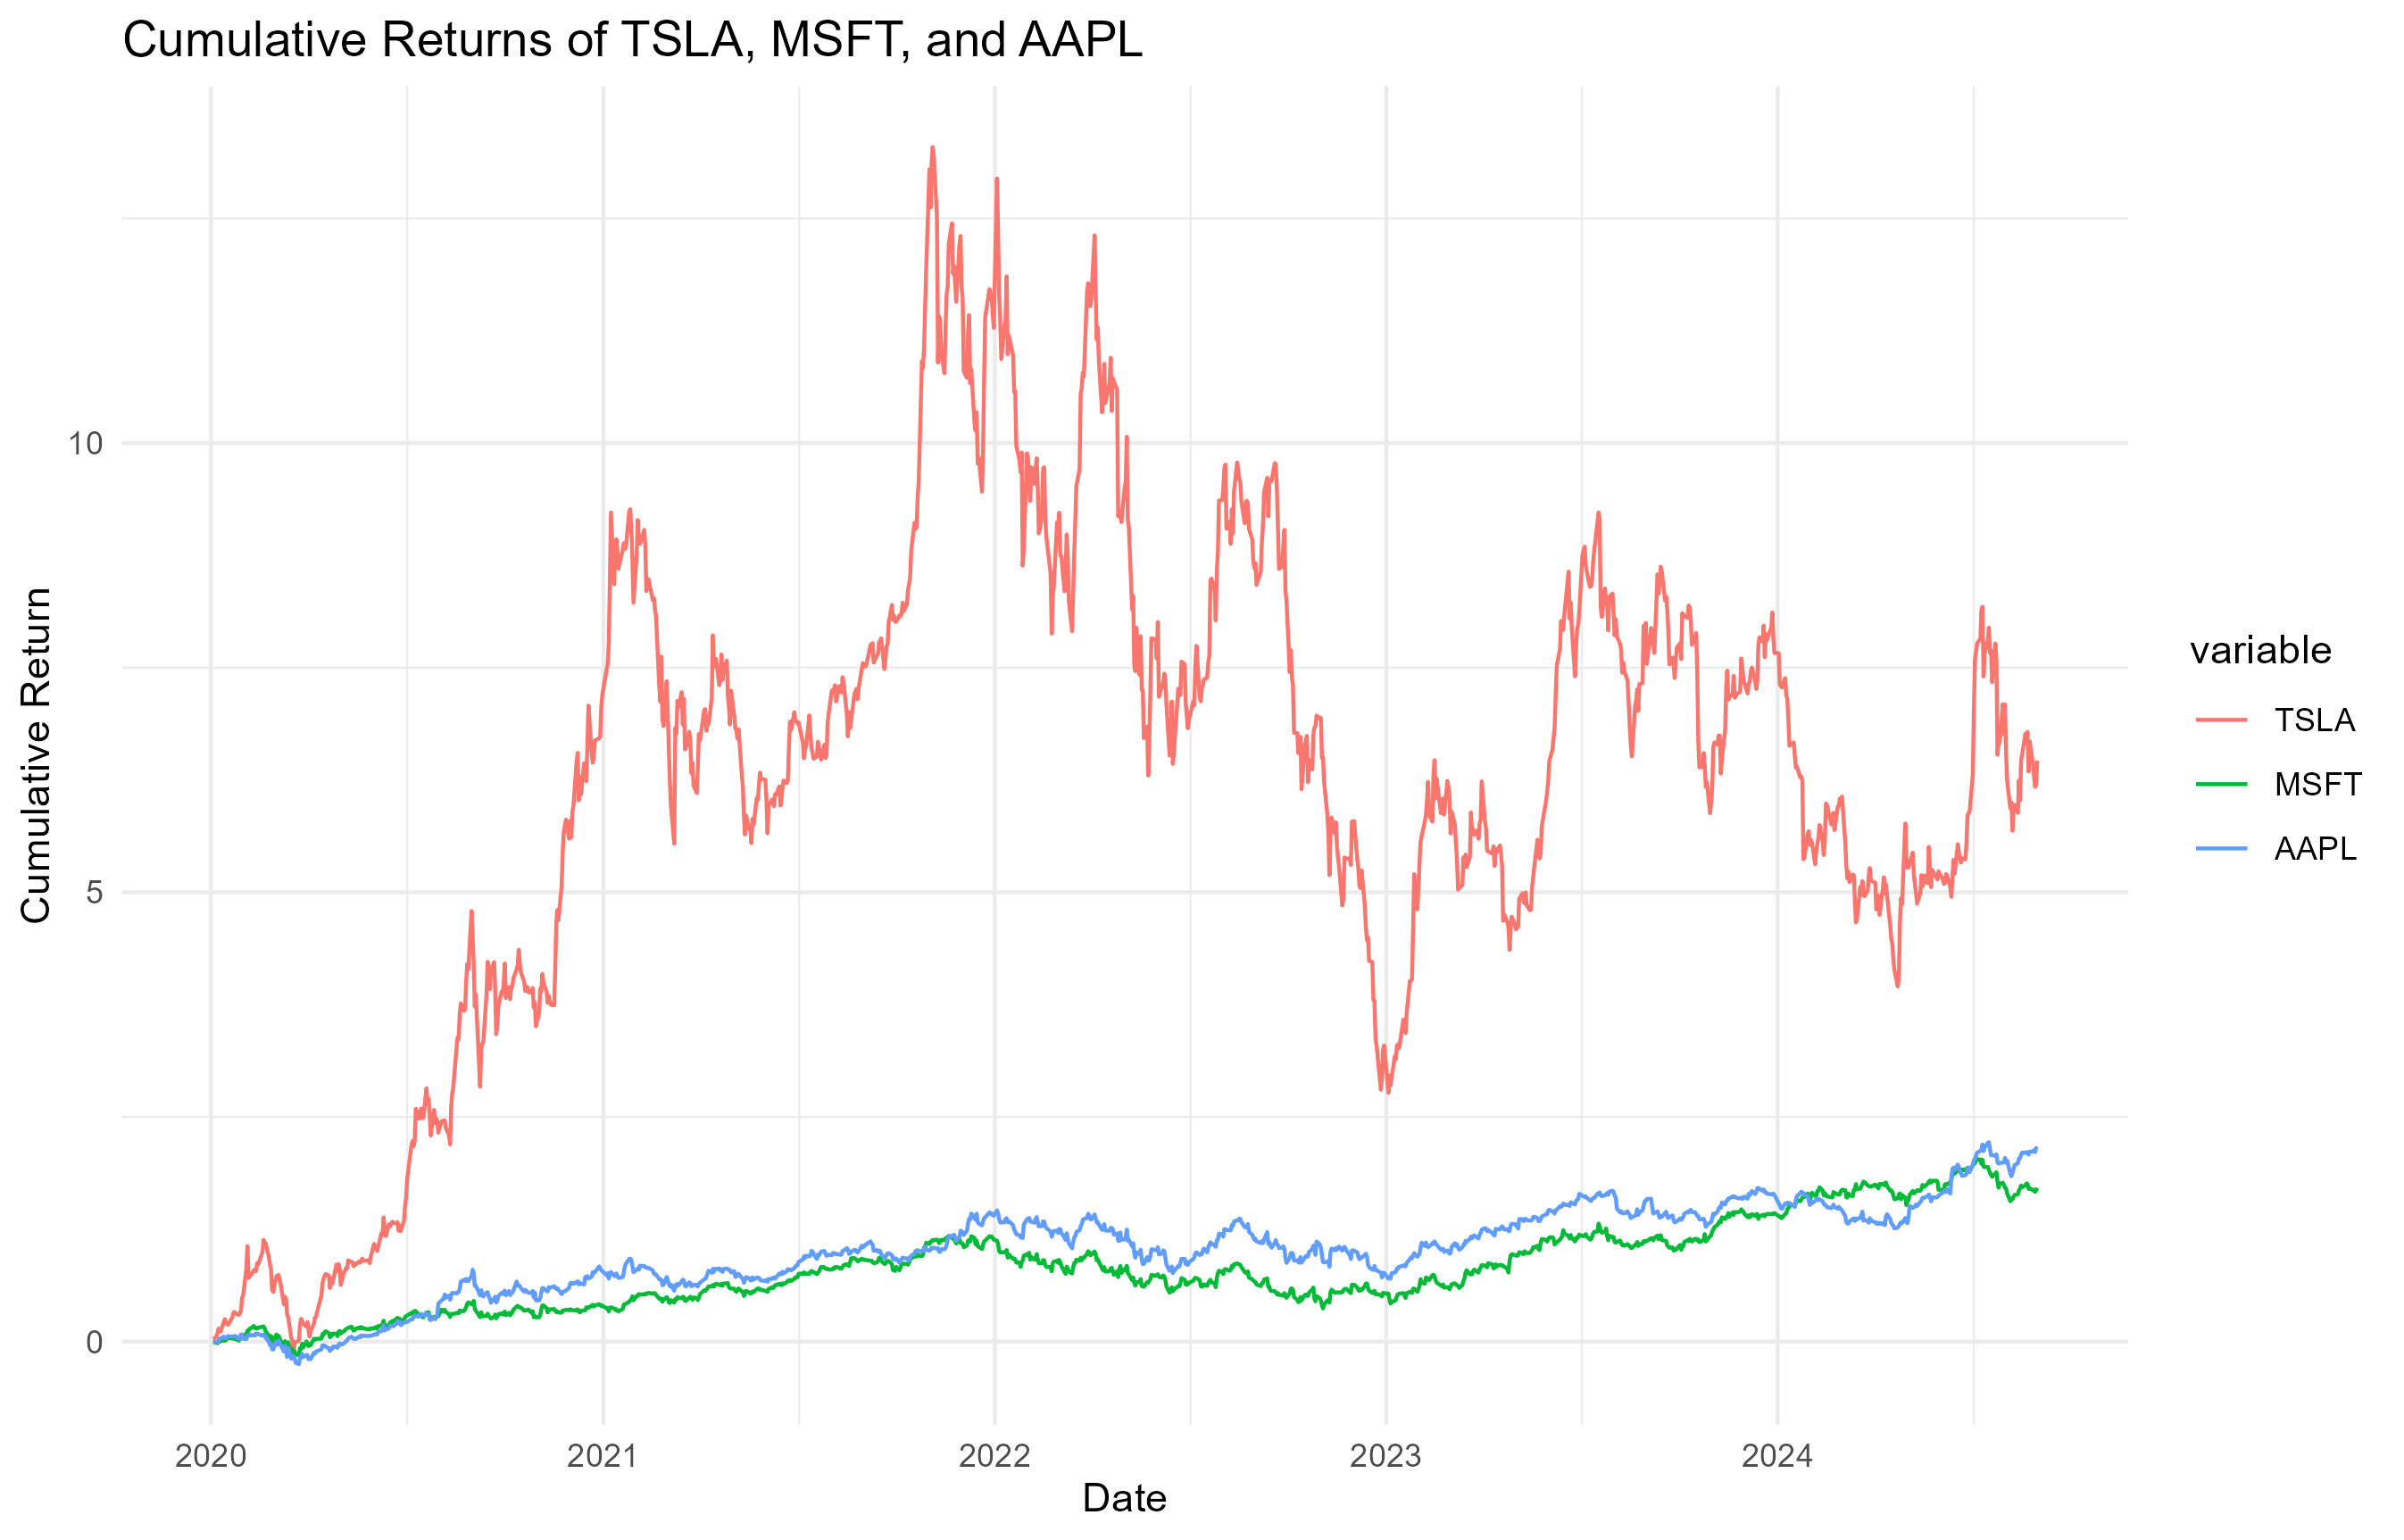 Cumulative Returns of TSLA, MSFT, and AAPL
Cumulative Return
10
5
0
2020
2021
2022
2023
2024
Date
variable
TSLA
MSFT
AAPL